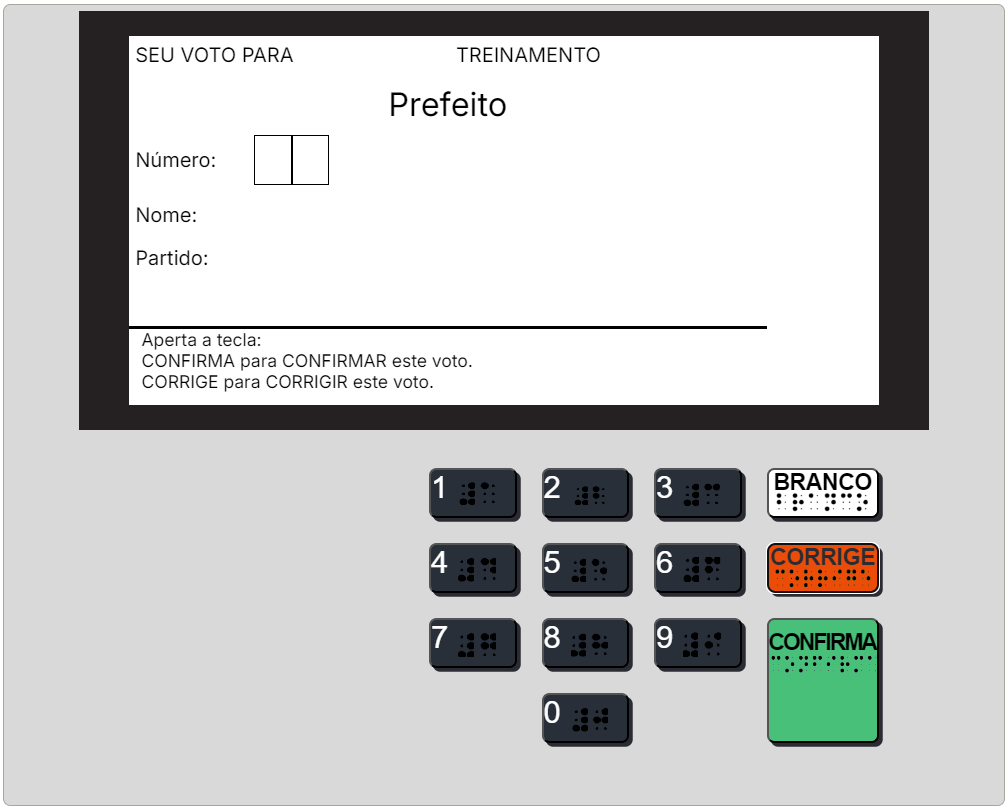 SEU VOTO PARA TREINAMENTO
Prefeito
Número:
Nome:
Partido:
Aperta a tecla:
CONFIRMA para CONFIRMAR este voto.
CORRIGE para CORRIGIR este voto.
1 2 3 BRANCO
4 5 6 CORRIGE
7 8 9 CONFIRMA
0